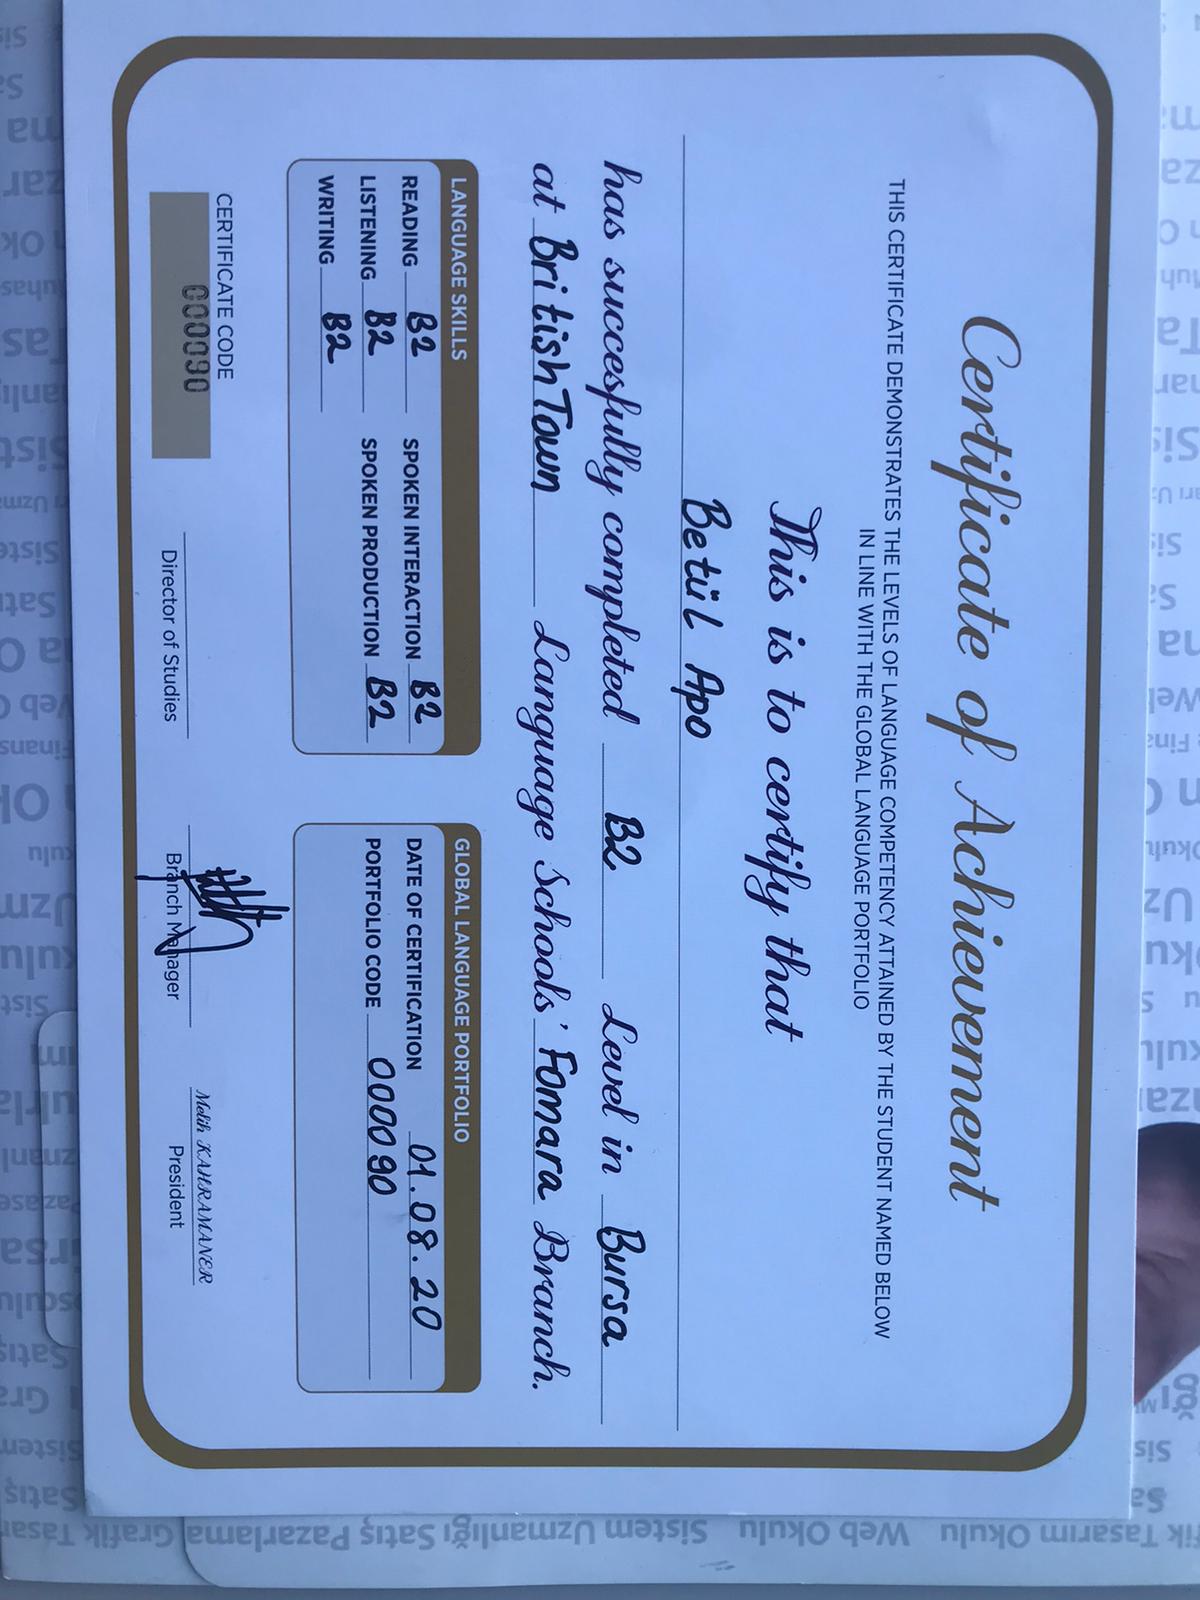 Certificate of Achievement
THIS CERTIFICATE DEMONSTRATES THE LEVELS OF LANGUAGE COMPETENCY ATTAINED BY THE STUDENT NAMED BELOW
IN LINE WITH THE GLOBAL LANGUAGE PORTFOLIO
This is to certify that
Betül Apo
has succesfully completed B2 Level in Bursa
at BritishTown Language Schools' Fomara Branch.
LANGUAGE SKILLS
READING B2 SPOKEN INTERACTION B2
LISTENING B2 SPOKEN PRODUCTION B2
WRITING B2
GLOBAL LANGUAGE PORTFOLIO
DATE OF CERTIFICATION 01.08.20
PORTFOLIO CODE 000090
CERTIFICATE CODE
000090
Director of Studies
Branch Manager
Melih KAHRAMANER
President
Grafik Tasarım Okulu Web Okulu Sistem Uzmanlığı Satış Pazarlama Grafik Tasar